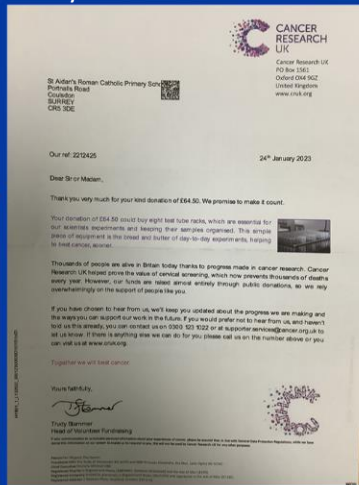 CANCER
RESEARCH
UK
Cancer Research UK
PO Box 1561
Oxford OX4 9GZ
United Kingdom
www.cruk.org
St Aidan's Roman Catholic Primary
Portnalls Road
Coulsdon
SURREY
CR5 3DE
Our ref: 2212425
24th January 2023
Dear Sir or Madam,
Thank you very much for your kind donation of £64.50. We promise to make it count.
Your donation of £64.50 could buy eight test tube racks, which are essential for
our scientists experiments and keeping their samples organised. This simple
piece of equipment is the bread and butter of day-to-day experiments, helping
to beat cancer, sooner.
Thousands of people are alive in Britain today thanks to progress made in cancer research. Cancer
Research UK helped prove the value of cervical screening, which now prevents thousands of deaths
every year. However, our funds are raised almost entirely through public donations, so we rely
overwhelmingly on the support of people like you.
If you have chosen to hear from us, we'll keep you updated about the progress we are making and
the ways you can support our work in the future. If you would prefer not to hear from us, and haven't
told us this already, you can contact us on 0300 123 1022 or at supporter.services@cancer.org.uk to
let us know. If there is anything else we can do for you please call us on the number above or you
can visit us at www.cruk.org.
Together we will beat cancer.
Yours faithfully,
Trudy Stammer
Head of Volunteer Fundraising